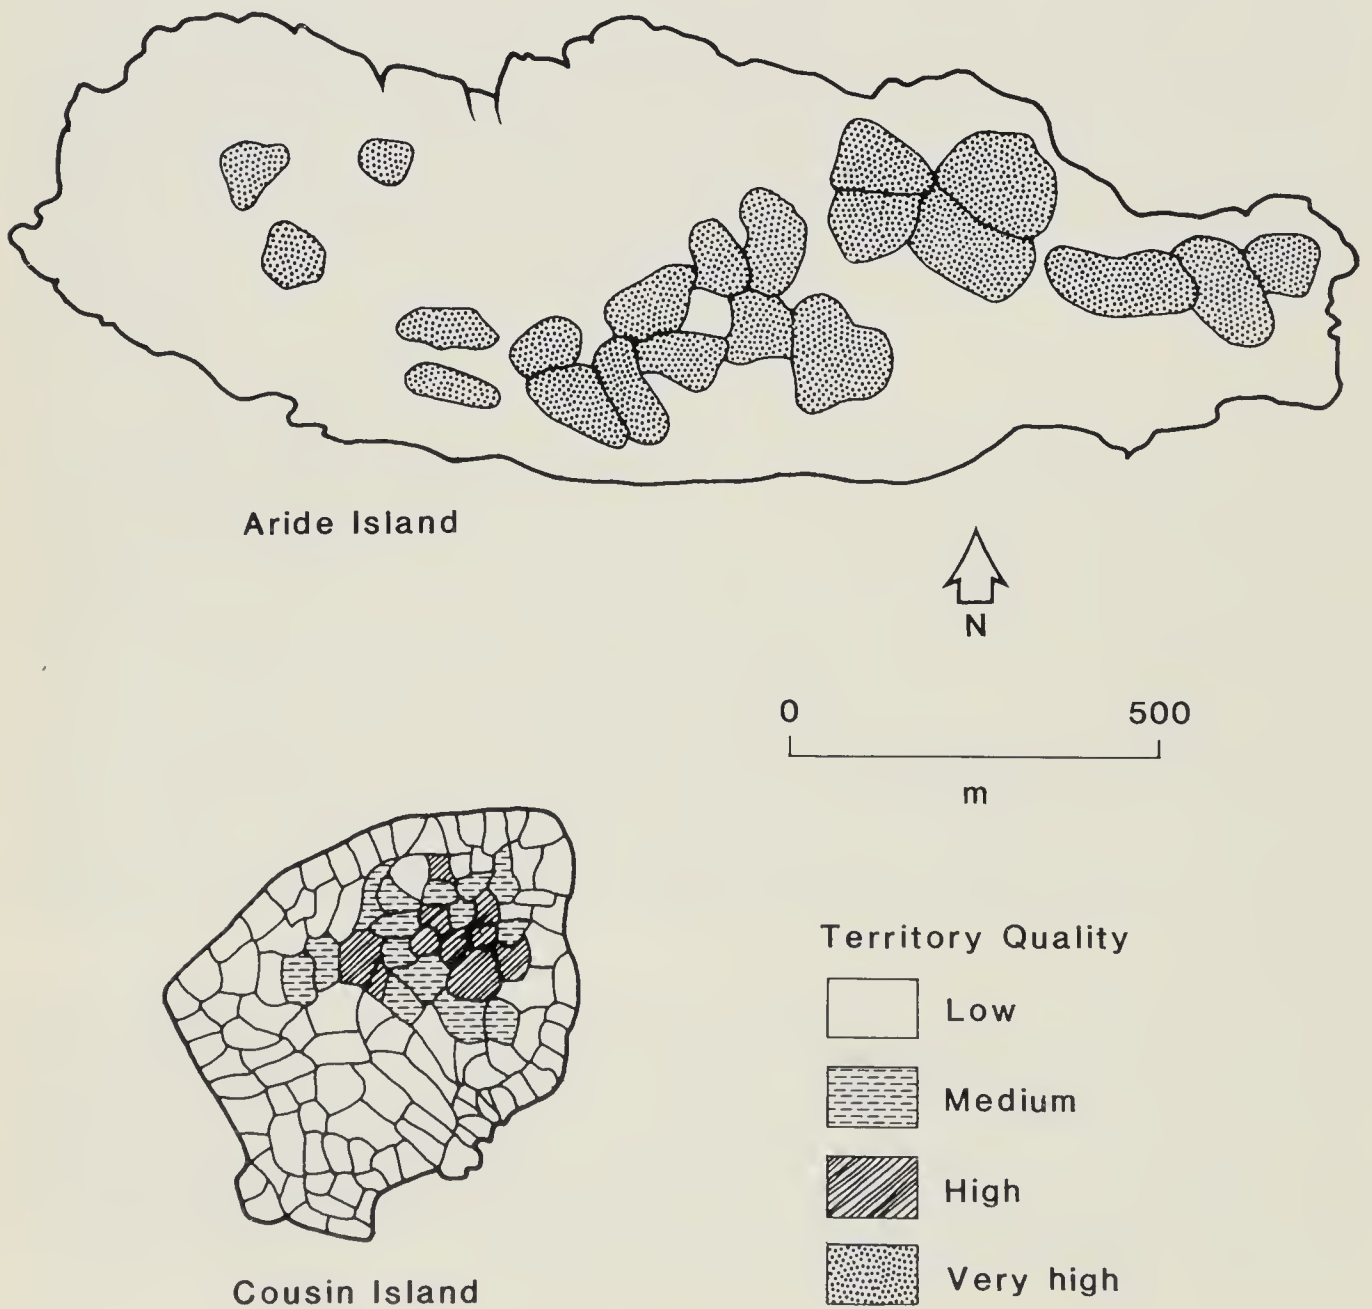 Aride Island
N
0 500
m
Territory Quality
Low
Medium
High
Very high
Cousin Island